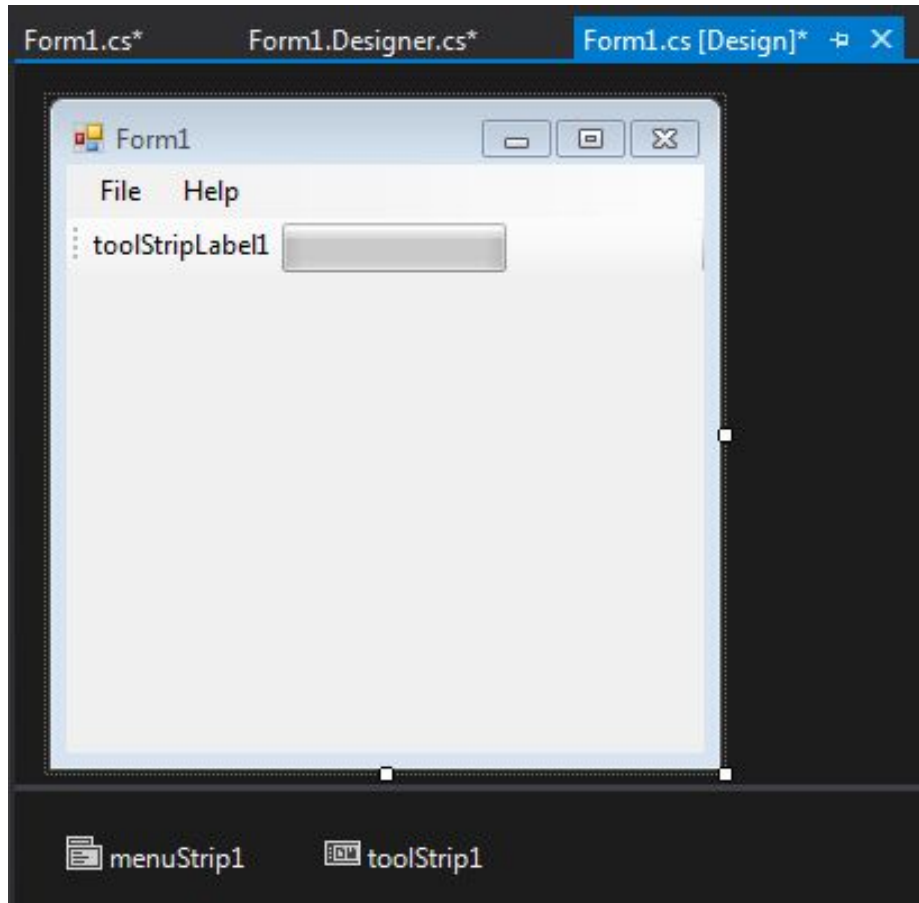 Form1.cs* Form1.Designer.cs* Form1.cs [Design]*
Form1
File Help
toolStripLabel1
menuStrip1 toolStrip1